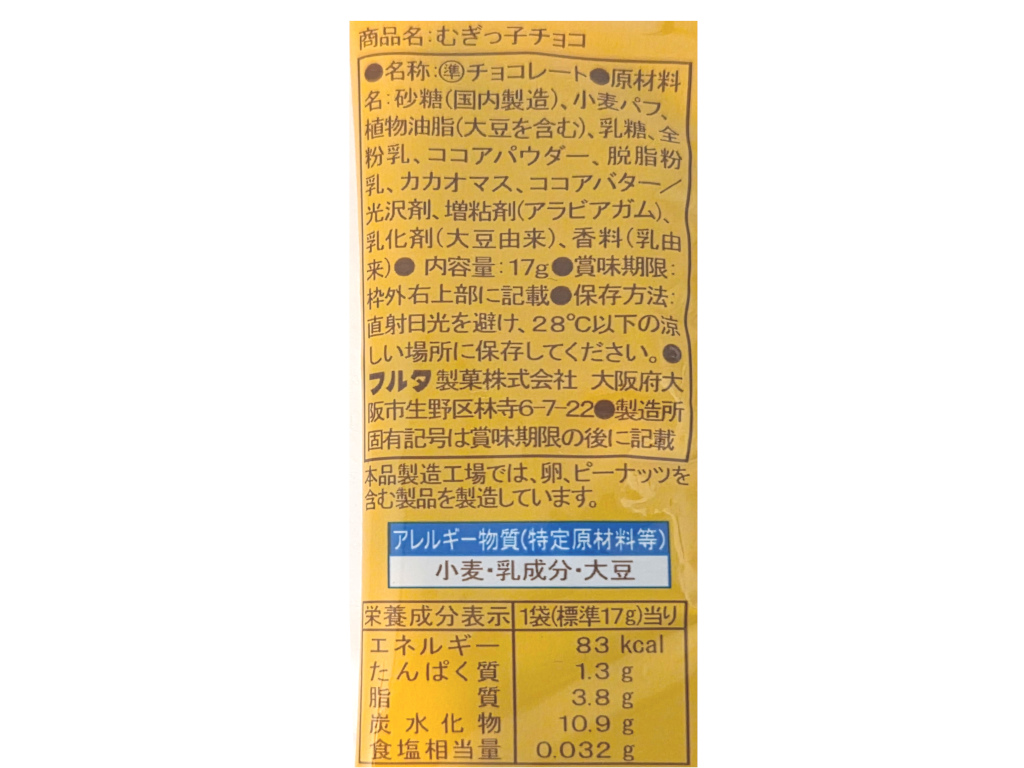 商品名:むぎっ子チョコ
●名称:㊜チョコレート●原材料
名:砂糖(国内製造)、小麦パフ、
植物油脂(大豆を含む)、乳糖、全
粉乳、ココアパウダー、脱脂粉
乳、カカオマス、ココアバター/
光沢剤、増粘剤(アラビアガム)、
乳化剤(大豆由来)、香料(乳由
来)● 内容量:17g●賞味期限:
枠外右上部に記載●保存方法:
直射日光を避け、28℃以下の涼
しい場所に保存してください。●
フルタ製菓株式会社 大阪府大
阪市生野区林寺6-7-22●製造所
固有記号は賞味期限の後に記載
本品製造工場では、卵、ピーナッツを
含む製品を製造しています。
アレルギー物質(特定原材料等)
小麦・乳成分・大豆
栄養成分表示 1袋(標準17g)当り
エネルギー 83 kcal
たんぱく質 1.3 g
脂質 3.8 g
炭水化物 10.9 g
食塩相当量 0.032 g